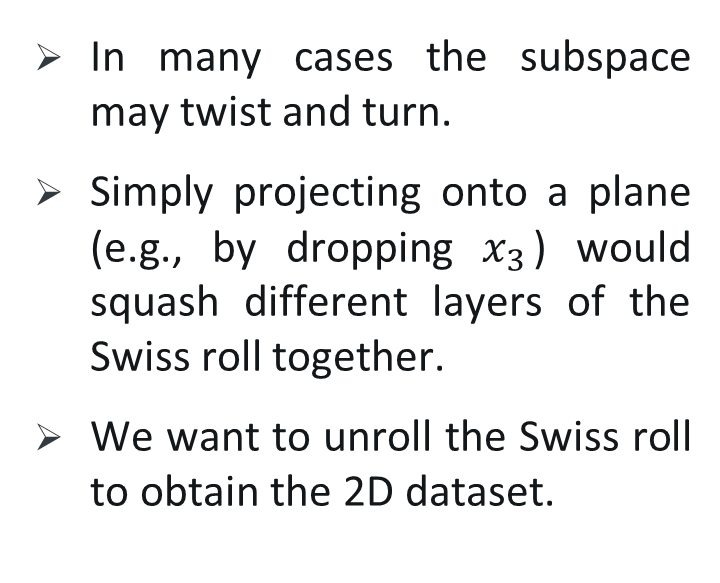 ➢ In many cases the subspace
may twist and turn.
➢ Simply projecting onto a plane
(e.g., by dropping x₃) would
squash different layers of the
Swiss roll together.
➢ We want to unroll the Swiss roll
to obtain the 2D dataset.